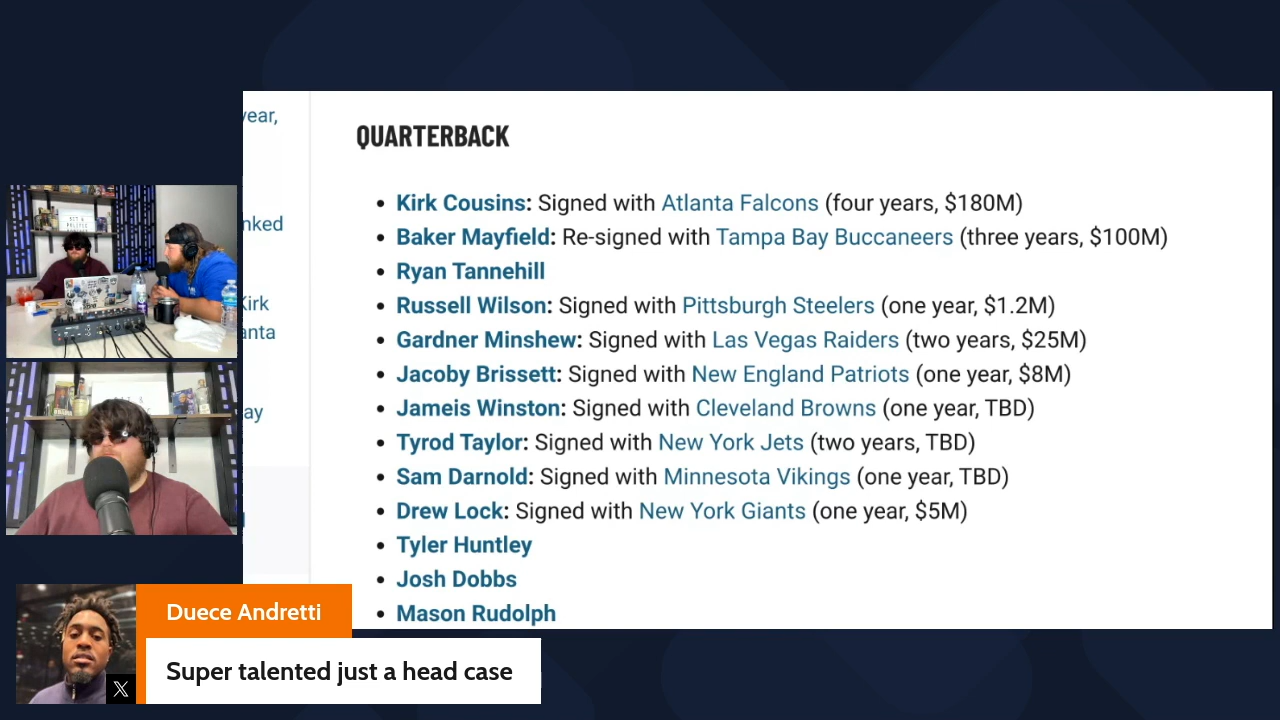 year,
nked
Kirk
anta
ay
QUARTERBACK
Kirk Cousins: Signed with Atlanta Falcons (four years, $180M)
Baker Mayfield: Re-signed with Tampa Bay Buccaneers (three years, $100M)
Ryan Tannehill
Russell Wilson: Signed with Pittsburgh Steelers (one year, $1.2M)
Gardner Minshew: Signed with Las Vegas Raiders (two years, $25M)
Jacoby Brissett: Signed with New England Patriots (one year, $8M)
Jameis Winston: Signed with Cleveland Browns (one year, TBD)
Tyrod Taylor: Signed with New York Jets (two years, TBD)
Sam Darnold: Signed with Minnesota Vikings (one year, TBD)
Drew Lock: Signed with New York Giants (one year, $5M)
Tyler Huntley
Josh Dobbs
Mason Rudolph
Duece Andretti
Super talented just a head case